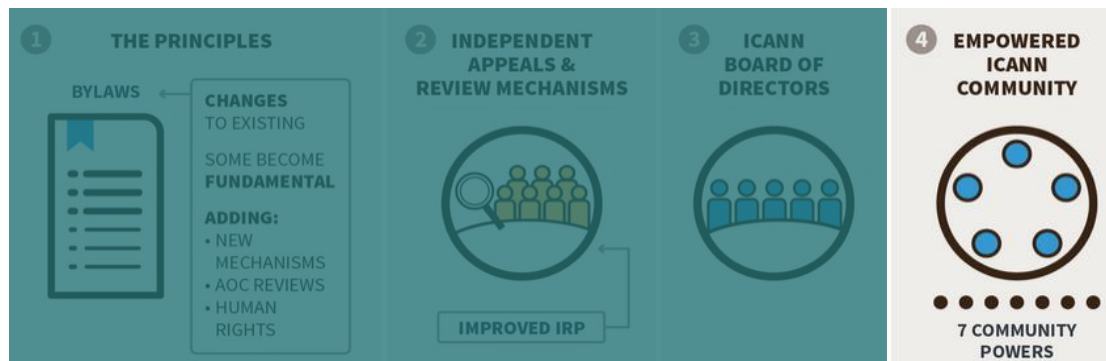 1 THE PRINCIPLES
BYLAWS
CHANGES
TO EXISTING
SOME BECOME
FUNDAMENTAL
ADDING:
• NEW
MECHANISMS
• AOC REVIEWS
• HUMAN
RIGHTS
2 INDEPENDENT
APPEALS &
REVIEW MECHANISMS
IMPROVED IRP
3 ICANN
BOARD OF
DIRECTORS
4 EMPOWERED
ICANN
COMMUNITY
7 COMMUNITY
POWERS